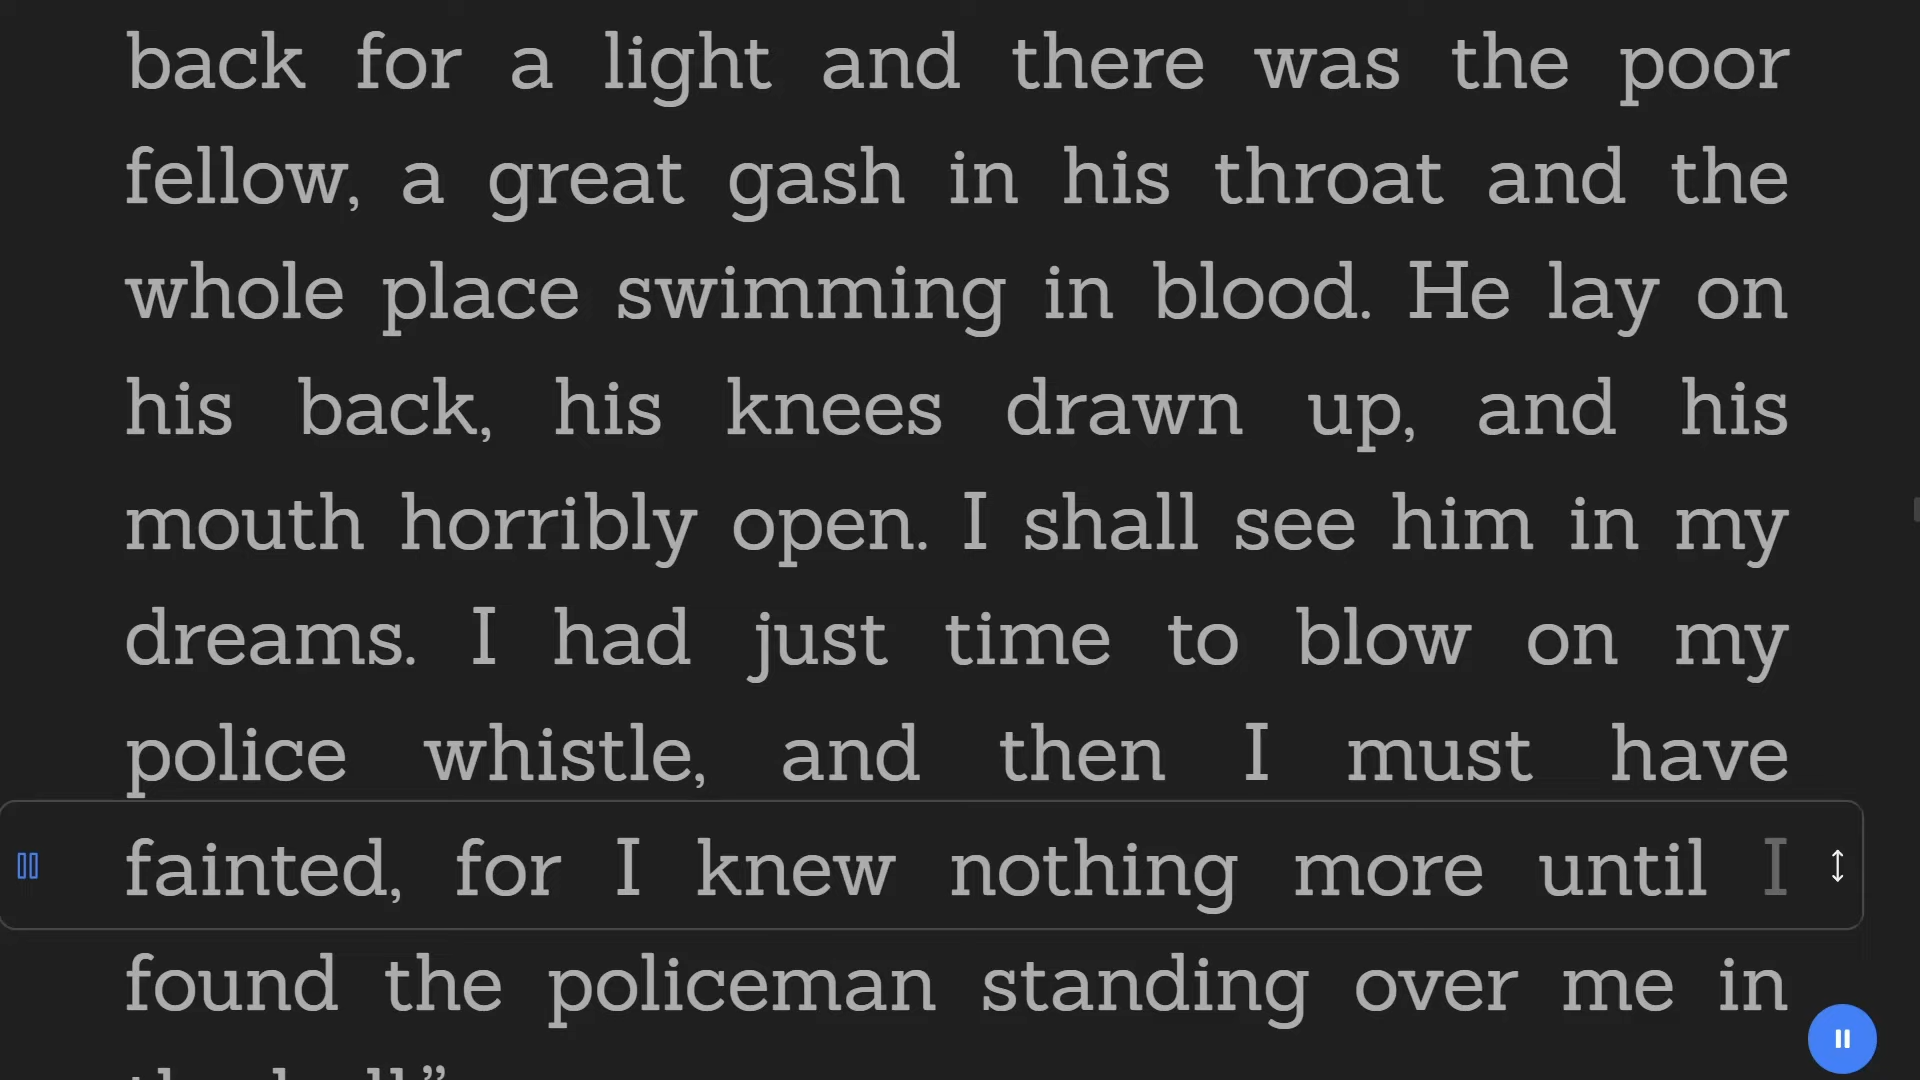 back for a light and there was the poor
fellow, a great gash in his throat and the
whole place swimming in blood. He lay on
his back, his knees drawn up, and his
mouth horribly open. I shall see him in my
dreams. I had just time to blow on my
police whistle, and then I must have
fainted, for I knew nothing more until I
found the policeman standing over me in
the hall.”